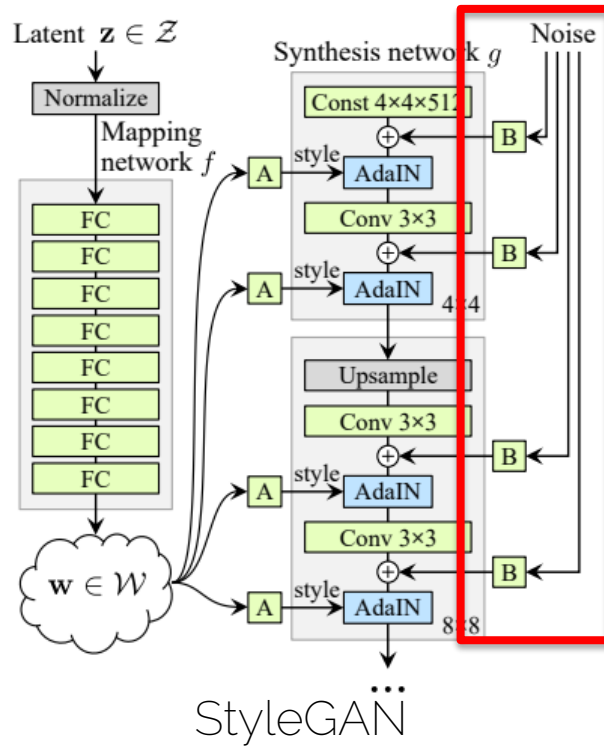 Latent z ∈ Z
Normalize
Mapping
network f
FC
FC
FC
FC
FC
FC
FC
FC
w ∈ W
Synthesis network g
Noise
Const 4×4×512
B
A
style
AdaIN
Conv 3×3
B
A
style
AdaIN
4×4
Upsample
Conv 3×3
B
A
style
AdaIN
Conv 3×3
B
A
style
AdaIN
8×8
...
StyleGAN